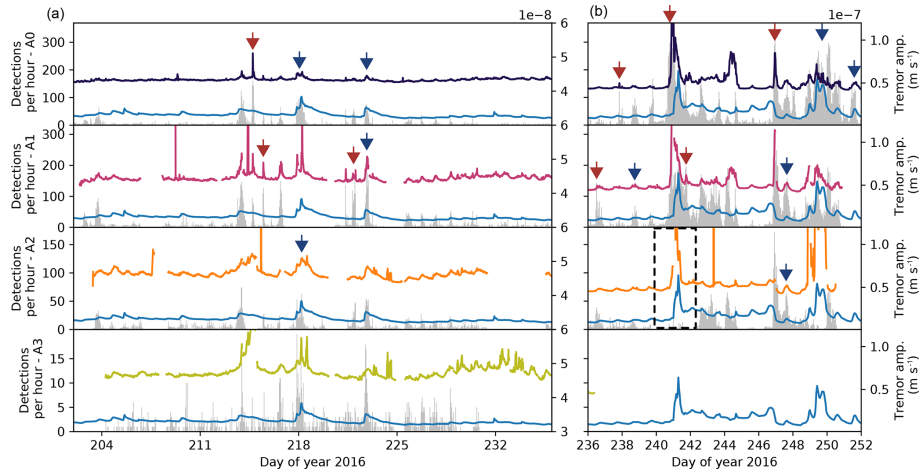 (a)
1e−8
(b)
1e−7
Detections
per hour - A0
300
200
100
0
6
5
4
6
1.0
0.5
Tremor amp.
(m s⁻¹)
Detections
per hour - A1
300
200
100
0
5
4
6
1.0
0.5
Tremor amp.
(m s⁻¹)
Detections
per hour - A2
150
100
50
0
5
4
6
1.0
0.5
Tremor amp.
(m s⁻¹)
Detections
per hour - A3
15
10
5
0
5
4
3
1.0
0.5
Tremor amp.
(m s⁻¹)
204
211
218
225
232
236
238
240
242
244
246
248
250
252
Day of year 2016
Day of year 2016